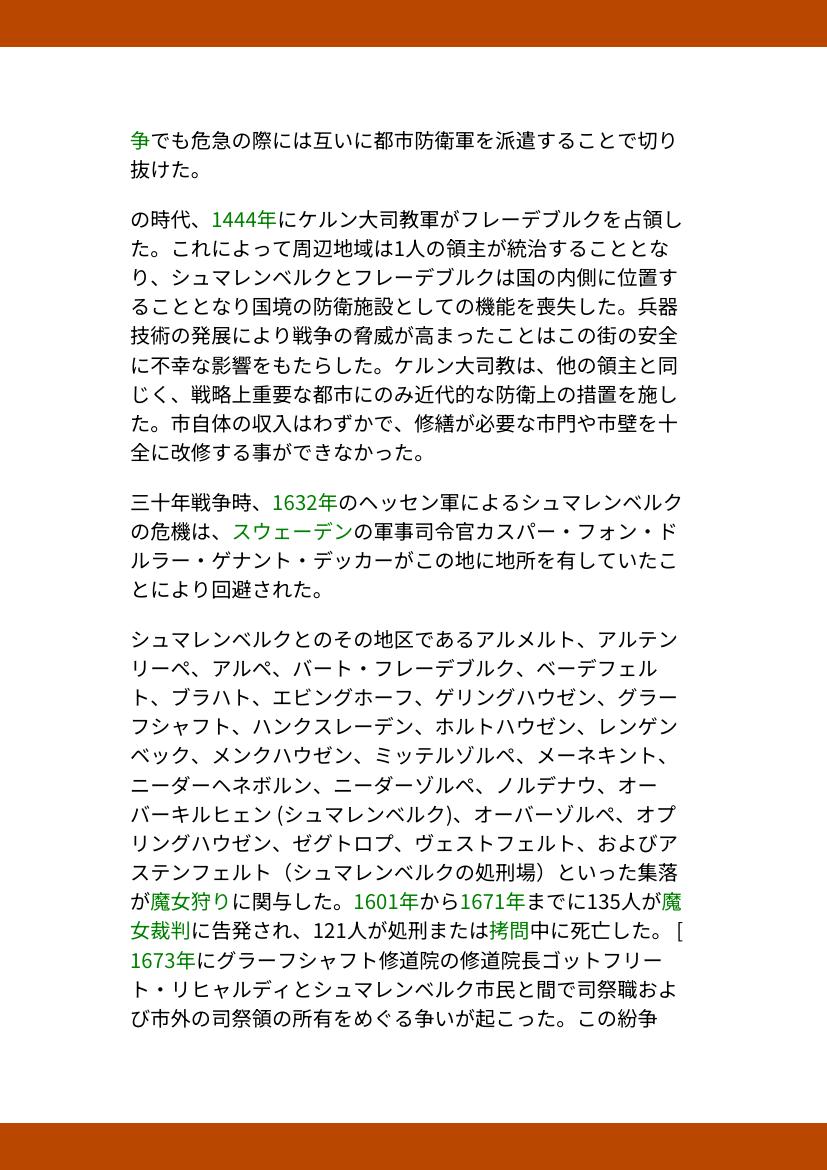 争でも危急の際には互いに都市防衛軍を派遣することで切り
抜けた。
の時代、1444年にケルン大司教軍がフレーデブルクを占領し
た。これによって周辺地域は1人の領主が統治することとな
り、シュマレンベルクとフレーデブルクは国の内側に位置す
ることとなり国境の防衛施設としての機能を喪失した。兵器
技術の発展により戦争の脅威が高まったことはこの街の安全
に不幸な影響をもたらした。ケルン大司教は、他の領主と同
じく、戦略上重要な都市にのみ近代的な防衛上の措置を施し
た。市自体の収入はわずかで、修繕が必要な市門や市壁を十
全に改修する事ができなかった。
三十年戦争時、1632年のヘッセン軍によるシュマレンベルク
の危機は、スウェーデンの軍事司令官カスパー・フォン・ド
ルラー・ゲナント・デッカーがこの地に地所を有していたこ
とにより回避された。
シュマレンベルクとのその地区であるアルメルト、アルテン
リーペ、アルペ、バート・フレーデブルク、ベーデフェル
ト、ブラハト、エビングホーフ、ゲリングハウゼン、グラー
フシャフト、ハンクスレーデン、ホルトハウゼン、レンゲン
ベック、メンクハウゼン、ミッテルゾルペ、メーネキント、
ニーダーヘネボルン、ニーダーゾルペ、ノルデナウ、オー
バーキルヒェン (シュマレンベルク)、オーバーゾルペ、オプ
リングハウゼン、ゼグトロプ、ヴェストフェルト、およびア
ステンフェルト（シュマレンベルクの処刑場）といった集落
が魔女狩りに関与した。1601年から1671年までに135人が魔
女裁判に告発され、121人が処刑または拷問中に死亡した。 [
1673年にグラーフシャフト修道院の修道院長ゴットフリー
ト・リヒャルディとシュマレンベルク市民と間で司祭職およ
び市外の司祭領の所有をめぐる争いが起こった。この紛争